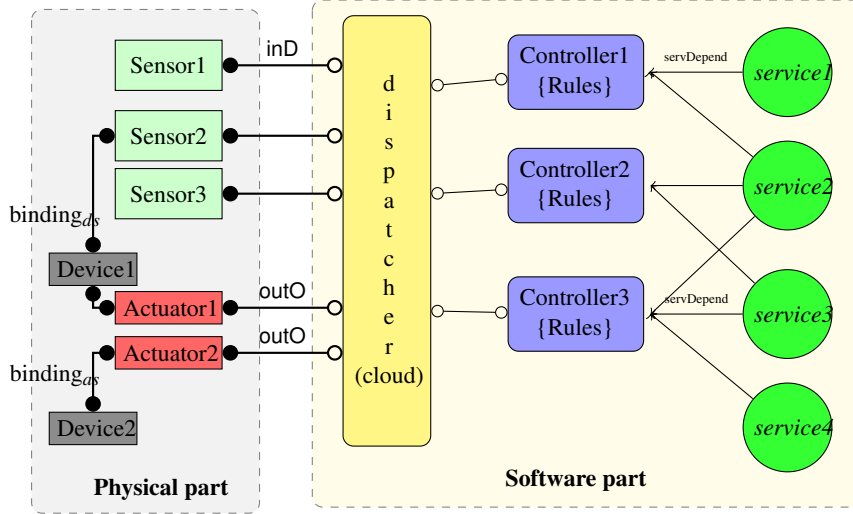 Sensor1
inD
Sensor2
Sensor3
binding_ds
Device1
Actuator1
outO
Actuator2
outO
binding_as
Device2
Physical part
d
i
s
p
a
t
c
h
e
r
(cloud)
Controller1
{Rules}
servDepend
service1
Controller2
{Rules}
service2
Controller3
{Rules}
servDepend
service3
service4
Software part